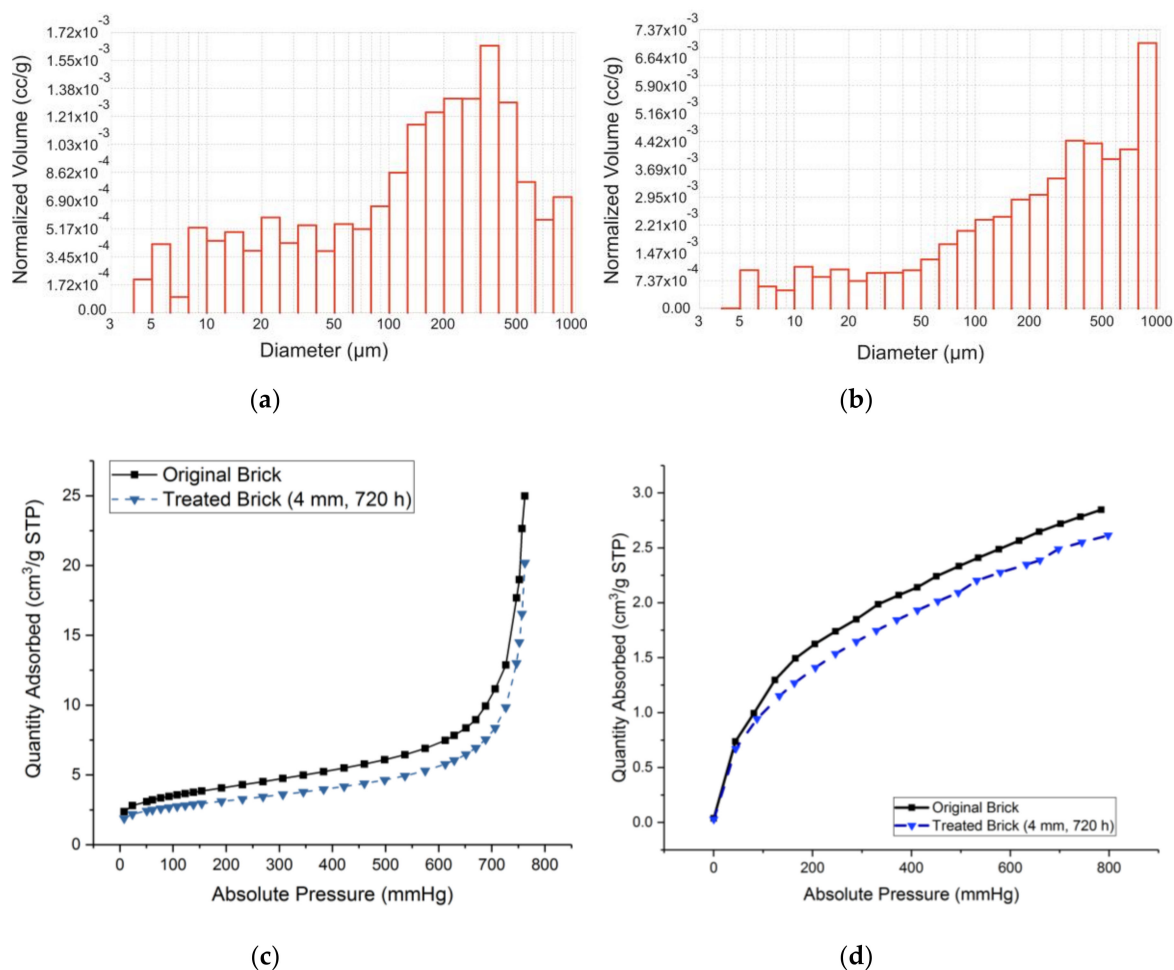 Normalized Volume (cc/g)
1.72x10⁻³
1.55x10⁻³
1.38x10⁻³
1.21x10⁻³
1.03x10⁻³
8.62x10⁻⁴
6.90x10⁻⁴
5.17x10⁻⁴
3.45x10⁻⁴
1.72x10⁻⁴
0.00
3 5 10 20 50 100 200 500 1000
Diameter (µm)
(a)
Normalized Volume (cc/g)
7.37x10⁻³
6.64x10⁻³
5.90x10⁻³
5.16x10⁻³
4.42x10⁻³
3.69x10⁻³
2.95x10⁻³
2.21x10⁻³
1.47x10⁻³
7.37x10⁻⁴
0.00
3 5 10 20 50 100 200 500 1000
Diameter (µm)
(b)
Original Brick
Treated Brick (4 mm, 720 h)
Quantity Adsorbed (cm³/g STP)
25
20
15
10
5
0
0 100 200 300 400 500 600 700 800
Absolute Pressure (mmHg)
(c)
Quantity Absorbed (cm³/g STP)
3.0
2.5
2.0
1.5
1.0
0.5
0.0
Original Brick
Treated Brick (4 mm, 720 h)
0 200 400 600 800
Absolute Pressure (mmHg)
(d)